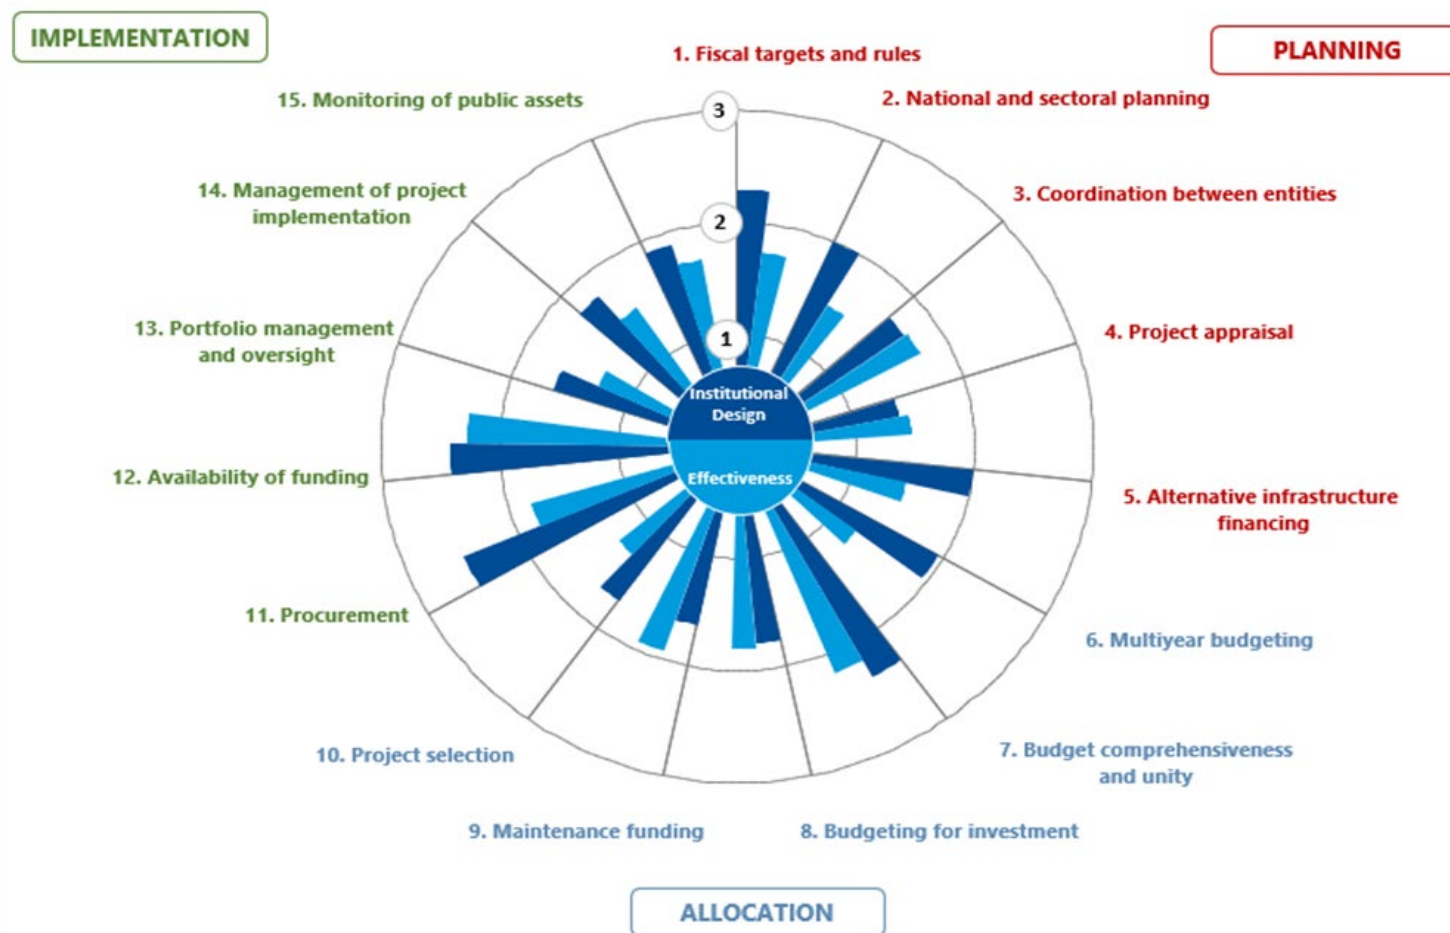 IMPLEMENTATION
PLANNING
1. Fiscal targets and rules
2. National and sectoral planning
3. Coordination between entities
4. Project appraisal
5. Alternative infrastructure
financing
6. Multiyear budgeting
7. Budget comprehensiveness
and unity
8. Budgeting for investment
9. Maintenance funding
10. Project selection
11. Procurement
12. Availability of funding
13. Portfolio management
and oversight
14. Management of project
implementation
15. Monitoring of public assets
3
2
1
Institutional
Design
Effectiveness
ALLOCATION